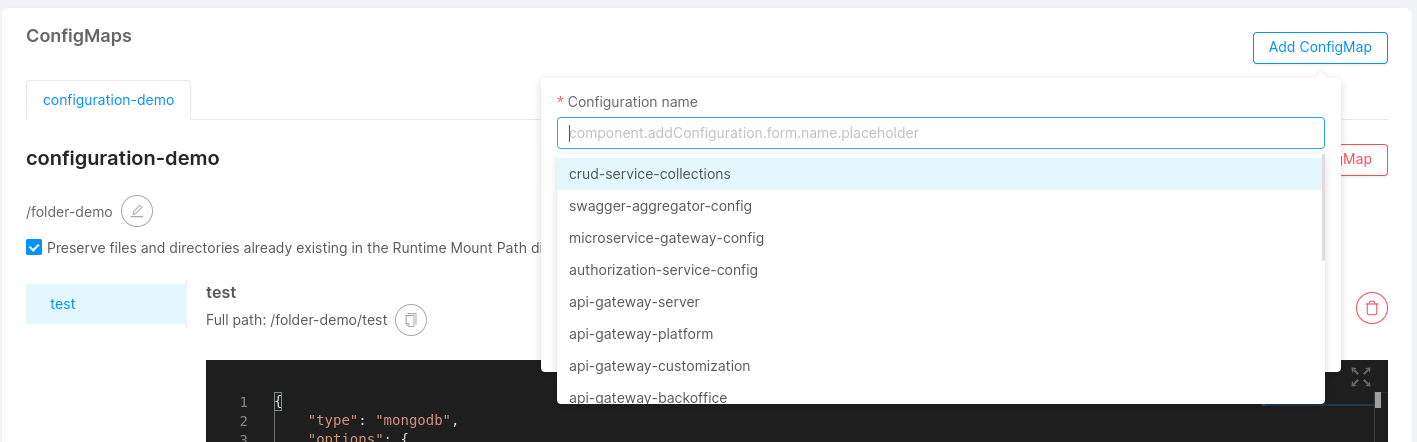 ConfigMaps
Add ConfigMap
configuration-demo
* Configuration name
component.addConfiguration.form.name.placeholder
configuration-demo
gMap
crud-service-collections
swagger-aggregator-config
/folder-demo
microservice-gateway-config
Preserve files and directories already existing in the Runtime Mount Path di
authorization-service-config
test
test
api-gateway-server
Full path: /folder-demo/test
api-gateway-platform
api-gateway-customization
api-gateway-backoffice
1 {
2 "type": "mongodb",
3 "options": {